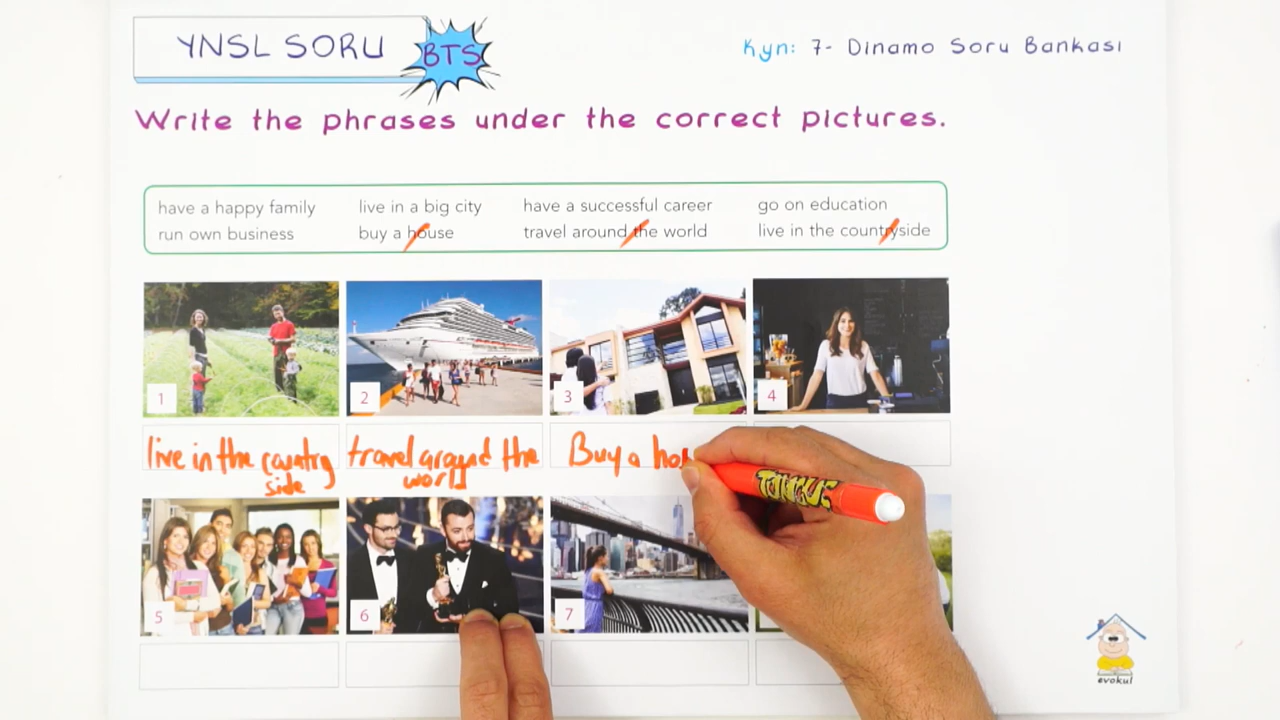 YNSL SORU
BTS
Kyn: 7- Dinamo Soru Bankası
Write the phrases under the correct pictures.
have a happy family live in a big city have a successful career go on education
run own business buy a house travel around the world live in the countryside
1
2
3
4
live in the country
side
travel around the
world
Buy a hou
5
6
7
evokul